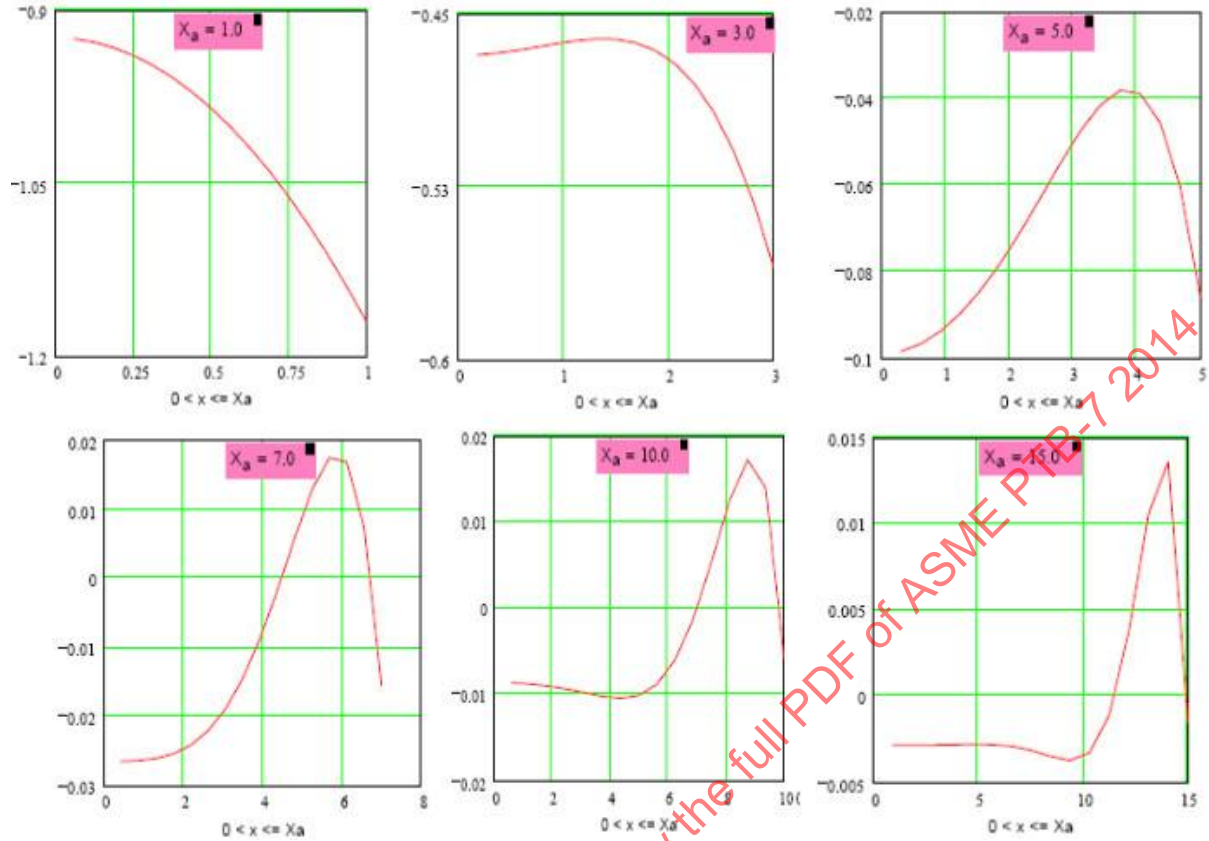 Xa = 1.0
−0.9
−1.05
−1.2
0 0.25 0.5 0.75 1
0 < x <= Xa
Xa = 3.0
−0.45
−0.53
−0.6
0 1 2 3
0 < x <= Xa
Xa = 5.0
−0.02
−0.04
−0.06
−0.08
−0.1
0 1 2 3 4 5
0 < x <= Xa
Xa = 7.0
0.02
0.01
0
−0.01
−0.02
−0.03
0 2 4 6 8
0 < x <= Xa
Xa = 10.0
0.02
0.01
0
−0.01
−0.02
0 2 4 6 8 10(
0 < x <= Xa
Xa = 15.0
0.015
0.01
0.005
0
−0.005
0 5 10 15
0 < x <= Xa
the full PDF of ASME PTB-7 2014